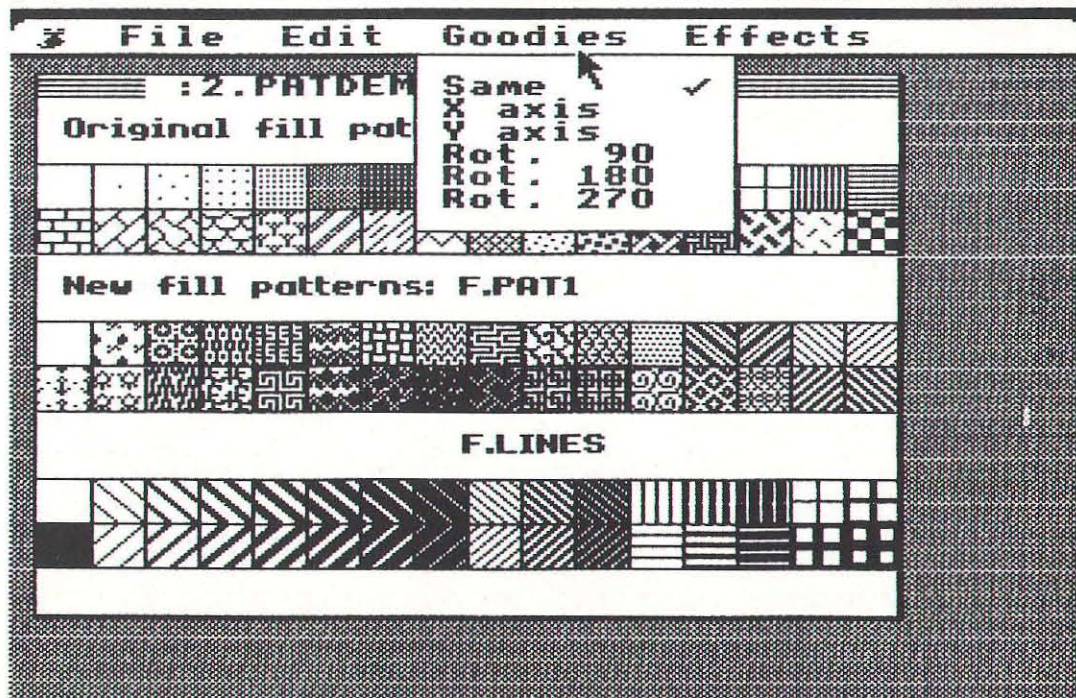 File Edit Goodies Effects
:2.PATDEM
Original fill pat
Same ✓
X axis
Y axis
Rot. 90
Rot. 180
Rot. 270
New fill patterns: F.PAT1
F.LINES